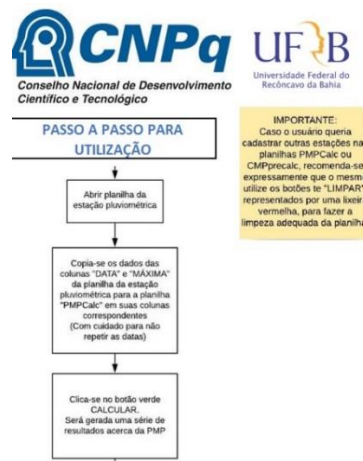 CNPq
Conselho Nacional de Desenvolvimento
Científico e Tecnológico
UFRB
Universidade Federal do
Recôncavo da Bahia
PASSO A PASSO PARA
UTILIZAÇÃO
Abrir planilha da
estação pluviométrica
Copia-se os dados das
colunas "DATA" e "MÁXIMA"
da planilha da estação
pluviométrica para a planilha
"PMPCalc" em suas colunas
correspondentes
(Com cuidado para não
repetir as datas)
Clica-se no botão verde
CALCULAR.
Será gerada uma série de
resultados acerca da PMP
IMPORTANTE:
Caso o usuário queria
cadastrar outras estações na
planilhas PMPCalc ou
CMPprecalc, recomenda-se
expressamente que o mesmo
utilize os botões te "LIMPAR"
representados por uma lixeir
vermelha, para fazer a
limpeza adequada da planilha